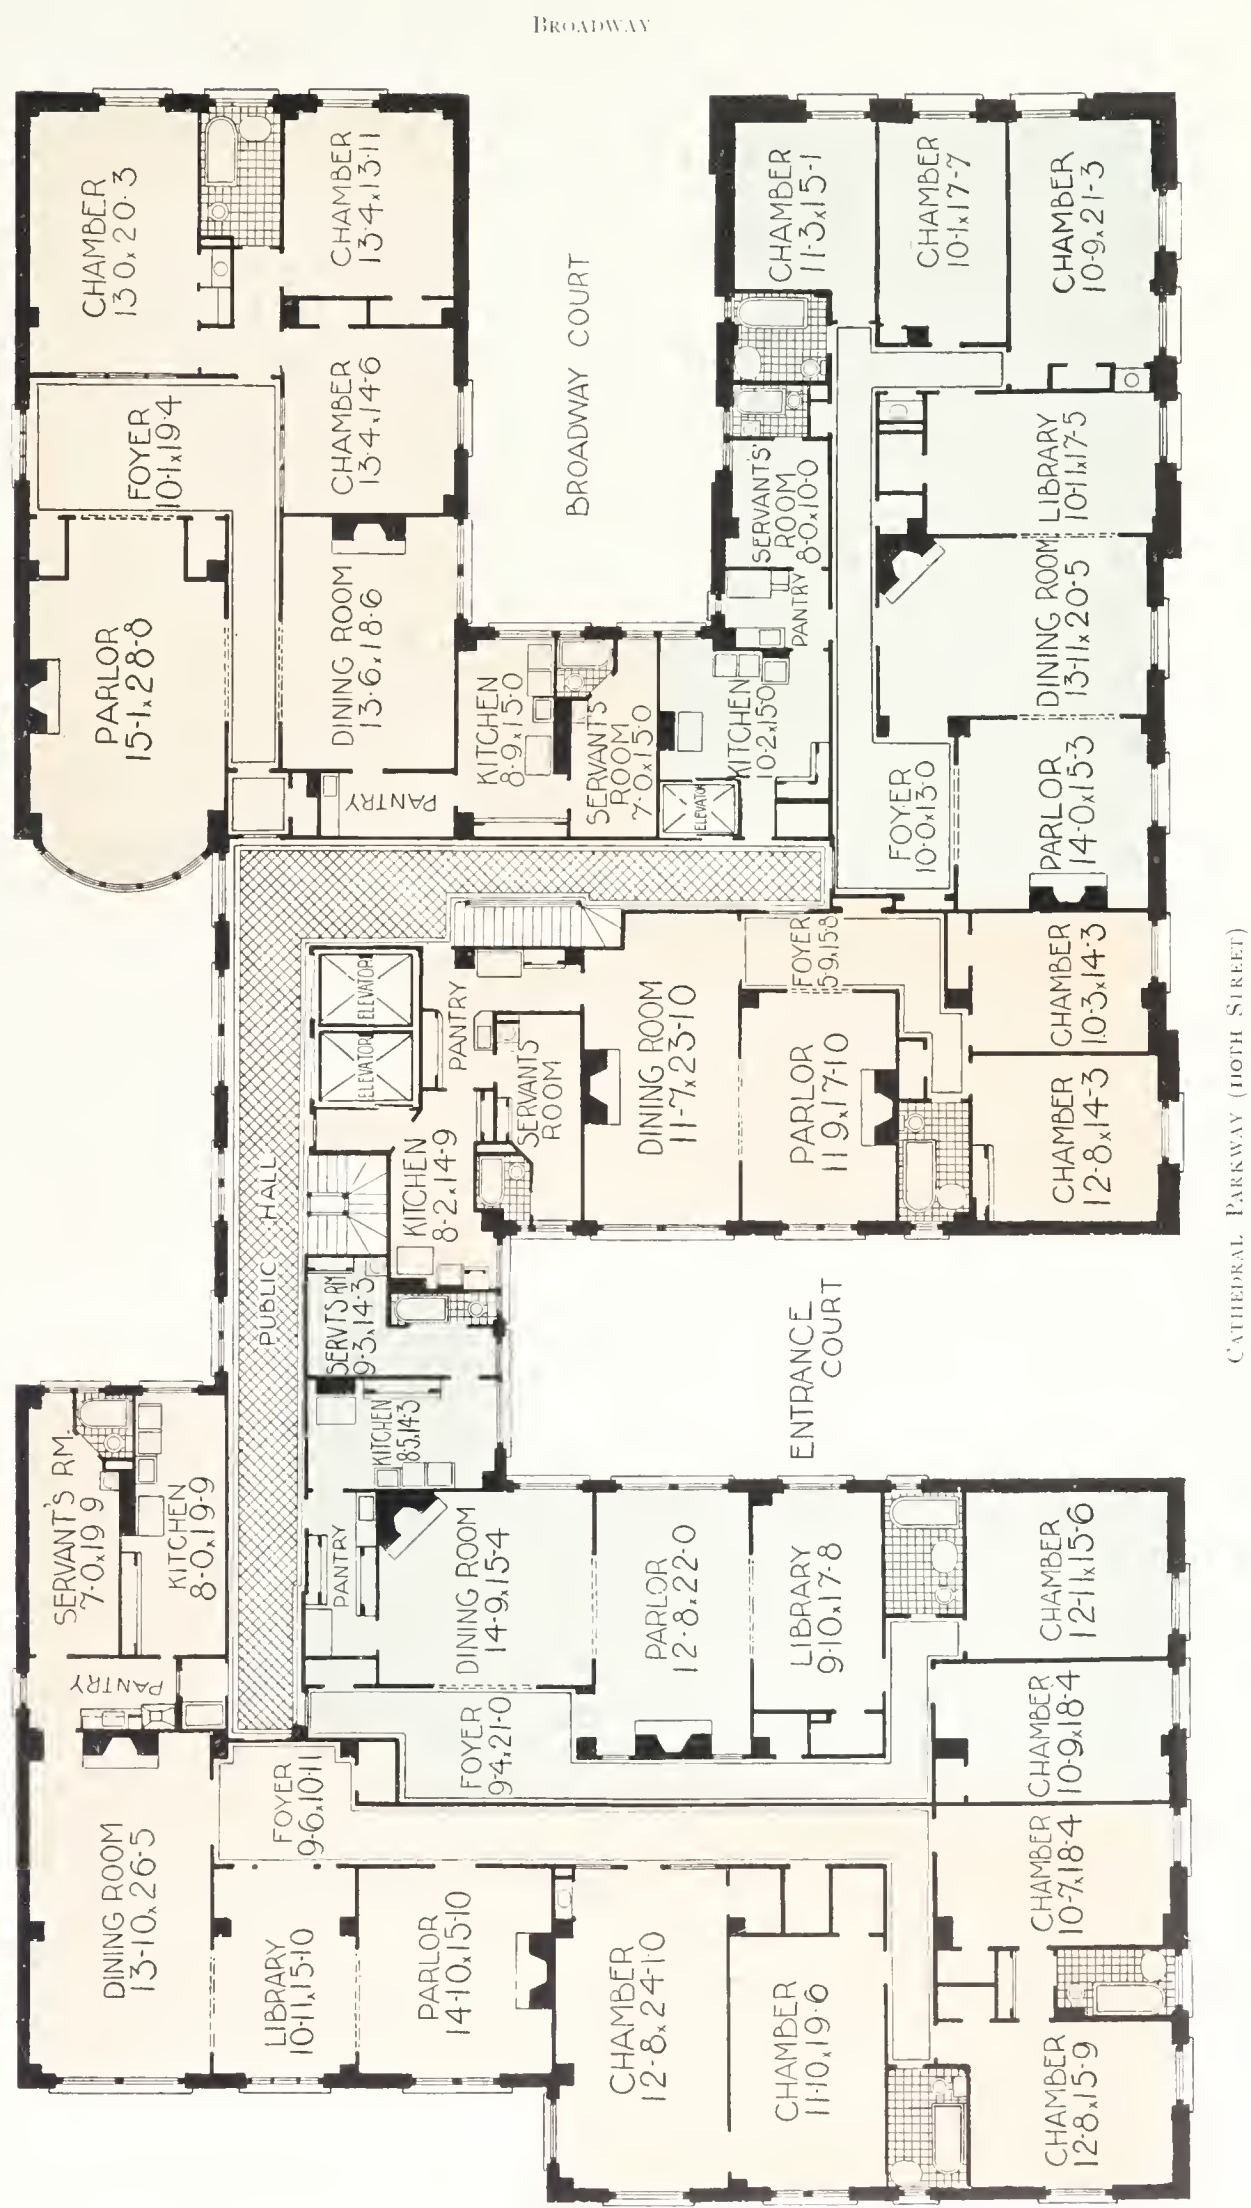 BROADWAY
CHAMBER
13·0 x 20·3
CHAMBER
13·4 x 13·11
FOYER
10·1 x 19·4
CHAMBER
13·4 x 14·6
PARLOR
15·1 x 28·8
DINING ROOM
13·6 x 18·6
PANTRY
KITCHEN
8·9 x 15·0
SERVANT'S
ROOM
7·0 x 15·0
BROADWAY COURT
CHAMBER
11·3 x 15·1
CHAMBER
10·1 x 17·7
CHAMBER
10·9 x 21·3
SERVANT'S
ROOM
8·0 x 10·0
LIBRARY
10·11 x 17·5
PANTRY
DINING ROOM
13·11 x 20·5
KITCHEN
10·2 x 15·0
ELEVATOR
FOYER
10·0 x 13·0
PARLOR
14·0 x 15·3
PUBLIC HALL
ELEVATOR
ELEVATOR
PANTRY
SERVANT'S
ROOM
KITCHEN
8·2 x 14·9
DINING ROOM
11·7 x 23·10
FOYER
5·9 x 15·8
PARLOR
11·9 x 17·10
CHAMBER
10·3 x 14·3
CHAMBER
12·8 x 14·3
CATHEDRAL PARKWAY (110TH STREET)
SERVT'S RM
9·3 x 14·3
KITCHEN
8·5 x 14·3
ENTRANCE
COURT
PANTRY
DINING ROOM
14·9 x 15·4
PARLOR
12·8 x 22·0
LIBRARY
9·10 x 17·8
CHAMBER
12·11 x 15·6
FOYER
9·4 x 21·0
CHAMBER
10·9 x 18·4
SERVANT'S RM.
7·0 x 19·9
KITCHEN
8·0 x 19·9
PANTRY
FOYER
9·6 x 10·11
DINING ROOM
13·10 x 26·5
LIBRARY
10·11 x 15·10
PARLOR
14·10 x 15·10
CHAMBER
12·8 x 24·1·0
CHAMBER
11·10 x 19·6
CHAMBER
10·7 x 18·4
CHAMBER
12·8 x 15·9